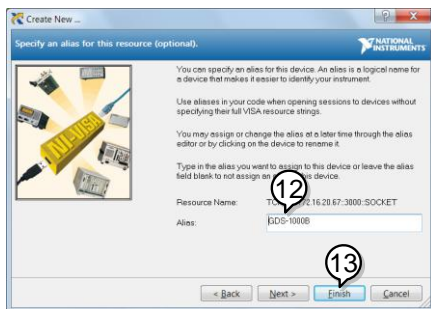 Create New ...
Specify an alias for this resource (optional).
NATIONAL
INSTRUMENTS
You can specify an alias for this device. An alias is a logical name for
a device that makes it easier to identify your instrument.
Use aliases in your code when opening sessions to devices without
specifying their full VISA resource strings.
You may assign or change the alias at a later time through the alias
editor or by clicking on the device to rename it.
Type in the alias you want to assign to this device or leave the alias
field blank to not assign an this device.
12
Resource Name: 2.16.20.67::3000::SOCKET
Alias: GDS-1000B
13
< Back Next > Finish Cancel
NI-VISA